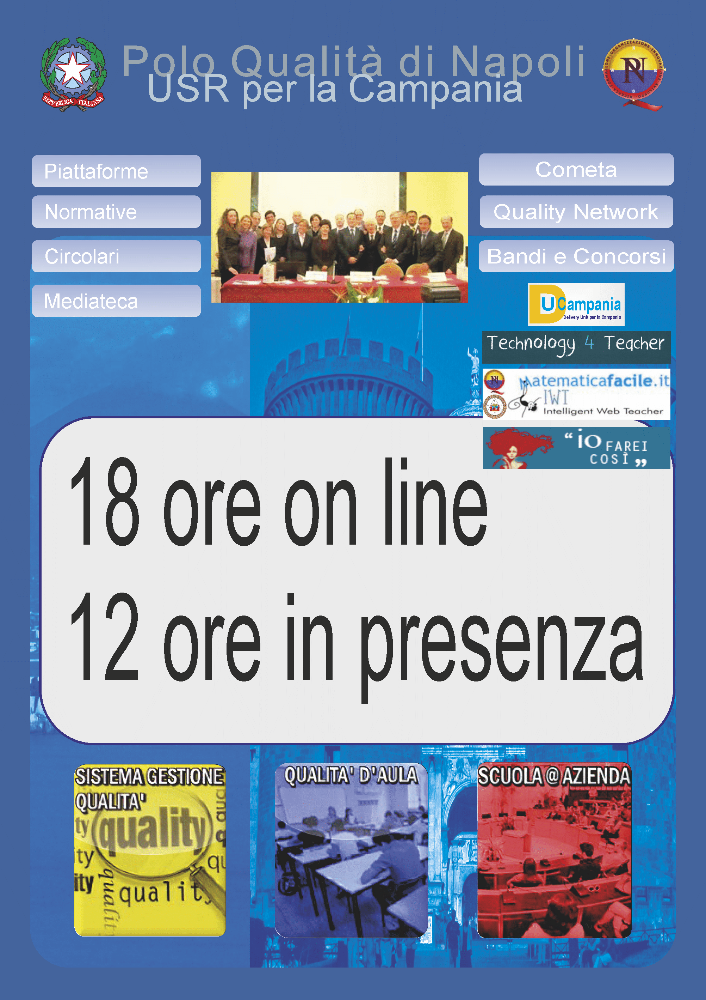 Polo Qualità di Napoli
USR per la Campania
REPVBBLICA ITALIANA
FORMAZIONE-ORGANIZZAZIONE-INNOVAZIONE-SVILUPPO-RICERCA
N
W E
S
PN
Piattaforme
Normative
Circolari
Mediateca
Cometa
Quality Network
Bandi e Concorsi
DUCampania
Delivery Unit per la Campania
Technology 4 Teacher
Matematicafacile.it
IWT
Intelligent Web Teacher
“io FAREI
COSÌ”
18 ore on line
12 ore in presenza
SISTEMA GESTIONE
QUALITA'
quality
ty
qua
ity
qu
ity
quality
quality
QUALITA' D'AULA
SCUOLA @ AZIENDA